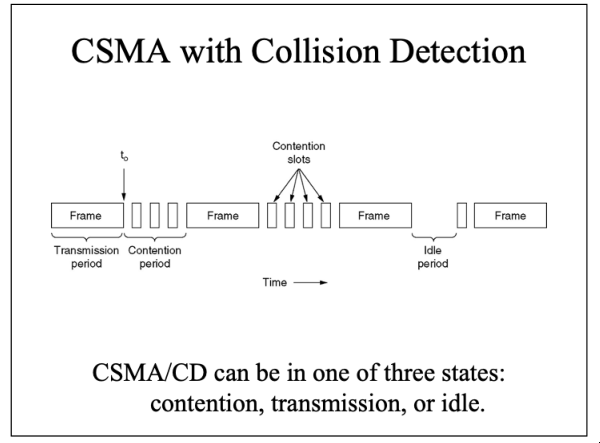 CSMA with Collision Detection
Contention
slots
t₀
Frame
Frame
Frame
Frame
Transmission
period
Contention
period
Idle
period
Time
CSMA/CD can be in one of three states:
contention, transmission, or idle.